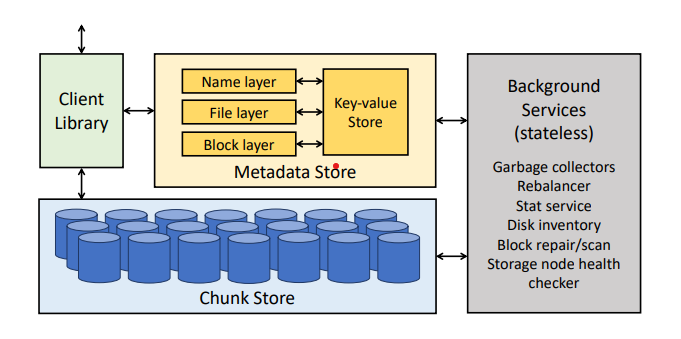 Client
Library
Name layer
File layer
Block layer
Key-value
Store
Metadata Store
Chunk Store
Background
Services
(stateless)
Garbage collectors
Rebalancer
Stat service
Disk inventory
Block repair/scan
Storage node health
checker